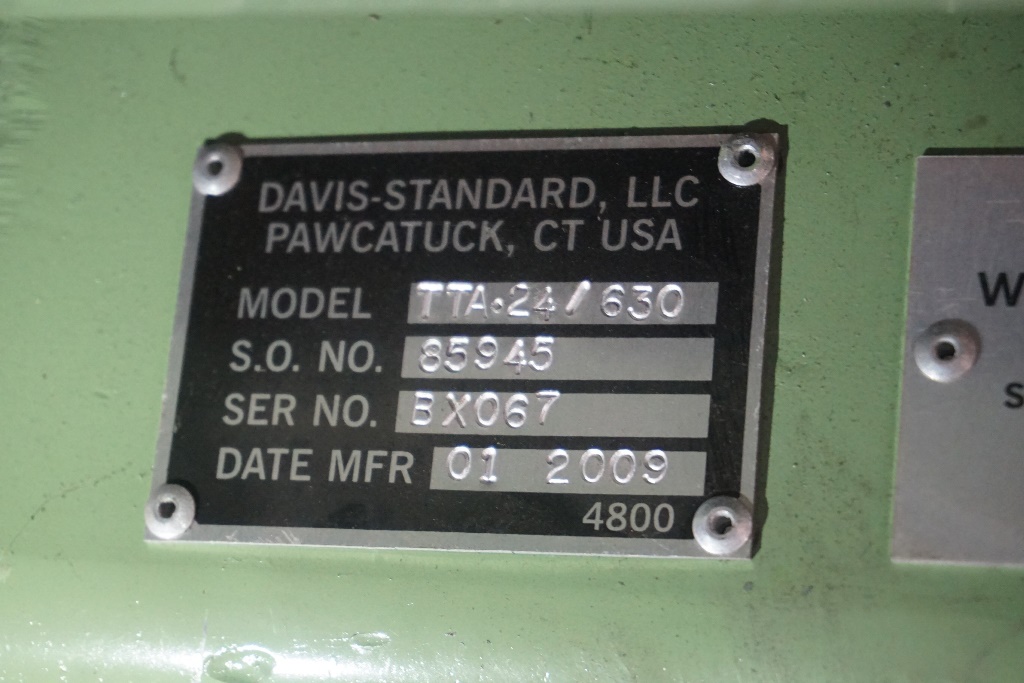 DAVIS-STANDARD, LLC
PAWCATUCK, CT USA
MODEL TTA.24/630
S.O. NO. 85945
SER NO. BX067
DATE MFR 01 2009
4800
W
S